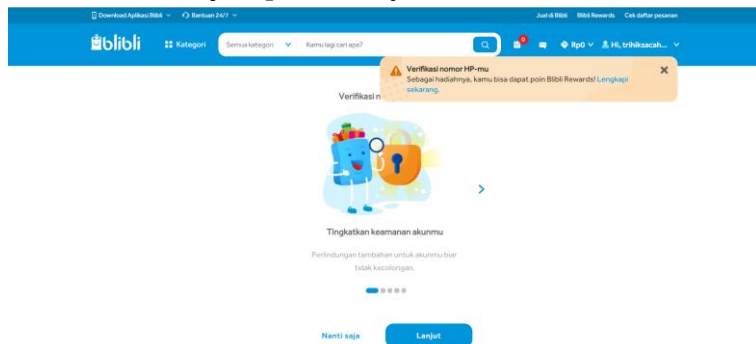 Download Aplikasi Blibli
Bantuan 24/7
Jual di Blibli
Blibli Rewards
Cek daftar pesanan
blibli
Kategori
Semua kategori
Kamu lagi cari apa?
0
Rp0
Hi, trihiksacah...
Verifikasi nomor HP-mu
Sebagai hadiahnya, kamu bisa dapat poin Blibli Rewards! Lengkapi
sekarang.
Verifikasi n
Tingkatkan keamanan akunmu
Perlindungan tambahan untuk akunmu biar
tidak kecolongan.
Nanti saja
Lanjut